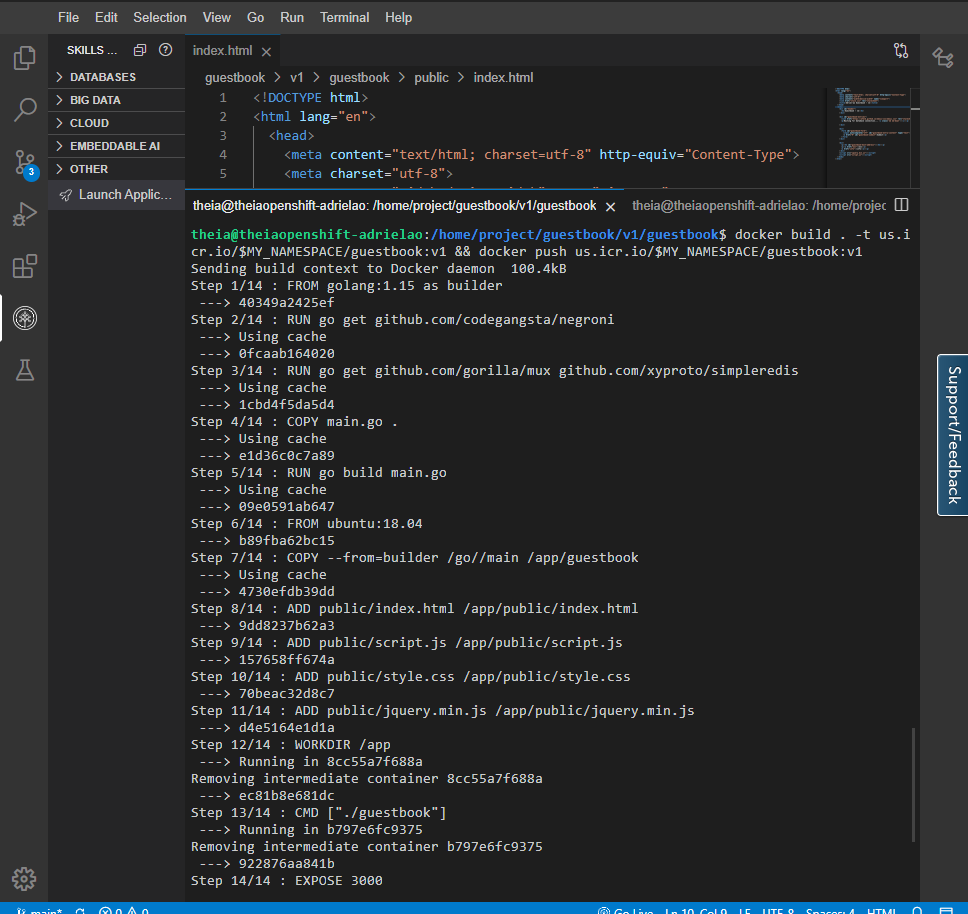 File Edit Selection View Go Run Terminal Help
SKILLS ...
DATABASES
BIG DATA
CLOUD
EMBEDDABLE AI
OTHER
Launch Applic...
3
index.html
guestbook > v1 > guestbook > public > index.html
1 <!DOCTYPE html>
2 <html lang="en">
3 <head>
4 <meta content="text/html; charset=utf-8" http-equiv="Content-Type">
5 <meta charset="utf-8">
theia@theiaopenshift-adrielao: /home/project/guestbook/v1/guestbook
theia@theiaopenshift-adrielao: /home/projec
theia@theiaopenshift-adrielao:/home/project/guestbook/v1/guestbook$ docker build . -t us.i
cr.io/$MY_NAMESPACE/guestbook:v1 && docker push us.icr.io/$MY_NAMESPACE/guestbook:v1
Sending build context to Docker daemon  100.4kB
Step 1/14 : FROM golang:1.15 as builder
---> 40349a2425ef
Step 2/14 : RUN go get github.com/codegangsta/negroni
---> Using cache
---> 0fcaab164020
Step 3/14 : RUN go get github.com/gorilla/mux github.com/xyproto/simpleredis
---> Using cache
---> 1cbd4f5da5d4
Step 4/14 : COPY main.go .
---> Using cache
---> e1d36c0c7a89
Step 5/14 : RUN go build main.go
---> Using cache
---> 09e0591ab647
Step 6/14 : FROM ubuntu:18.04
---> b89fba62bc15
Step 7/14 : COPY --from=builder /go//main /app/guestbook
---> Using cache
---> 4730efdb39dd
Step 8/14 : ADD public/index.html /app/public/index.html
---> 9dd8237b62a3
Step 9/14 : ADD public/script.js /app/public/script.js
---> 157658ff674a
Step 10/14 : ADD public/style.css /app/public/style.css
---> 70beac32d8c7
Step 11/14 : ADD public/jquery.min.js /app/public/jquery.min.js
---> d4e5164e1d1a
Step 12/14 : WORKDIR /app
---> Running in 8cc55a7f688a
Removing intermediate container 8cc55a7f688a
---> ec81b8e681dc
Step 13/14 : CMD ["./guestbook"]
---> Running in b797e6fc9375
Removing intermediate container b797e6fc9375
---> 922876aa841b
Step 14/14 : EXPOSE 3000
Support/Feedback
main* 0 0 Go Live Ln 10, Col 9 LF UTF-8 Spaces: 4 HTML